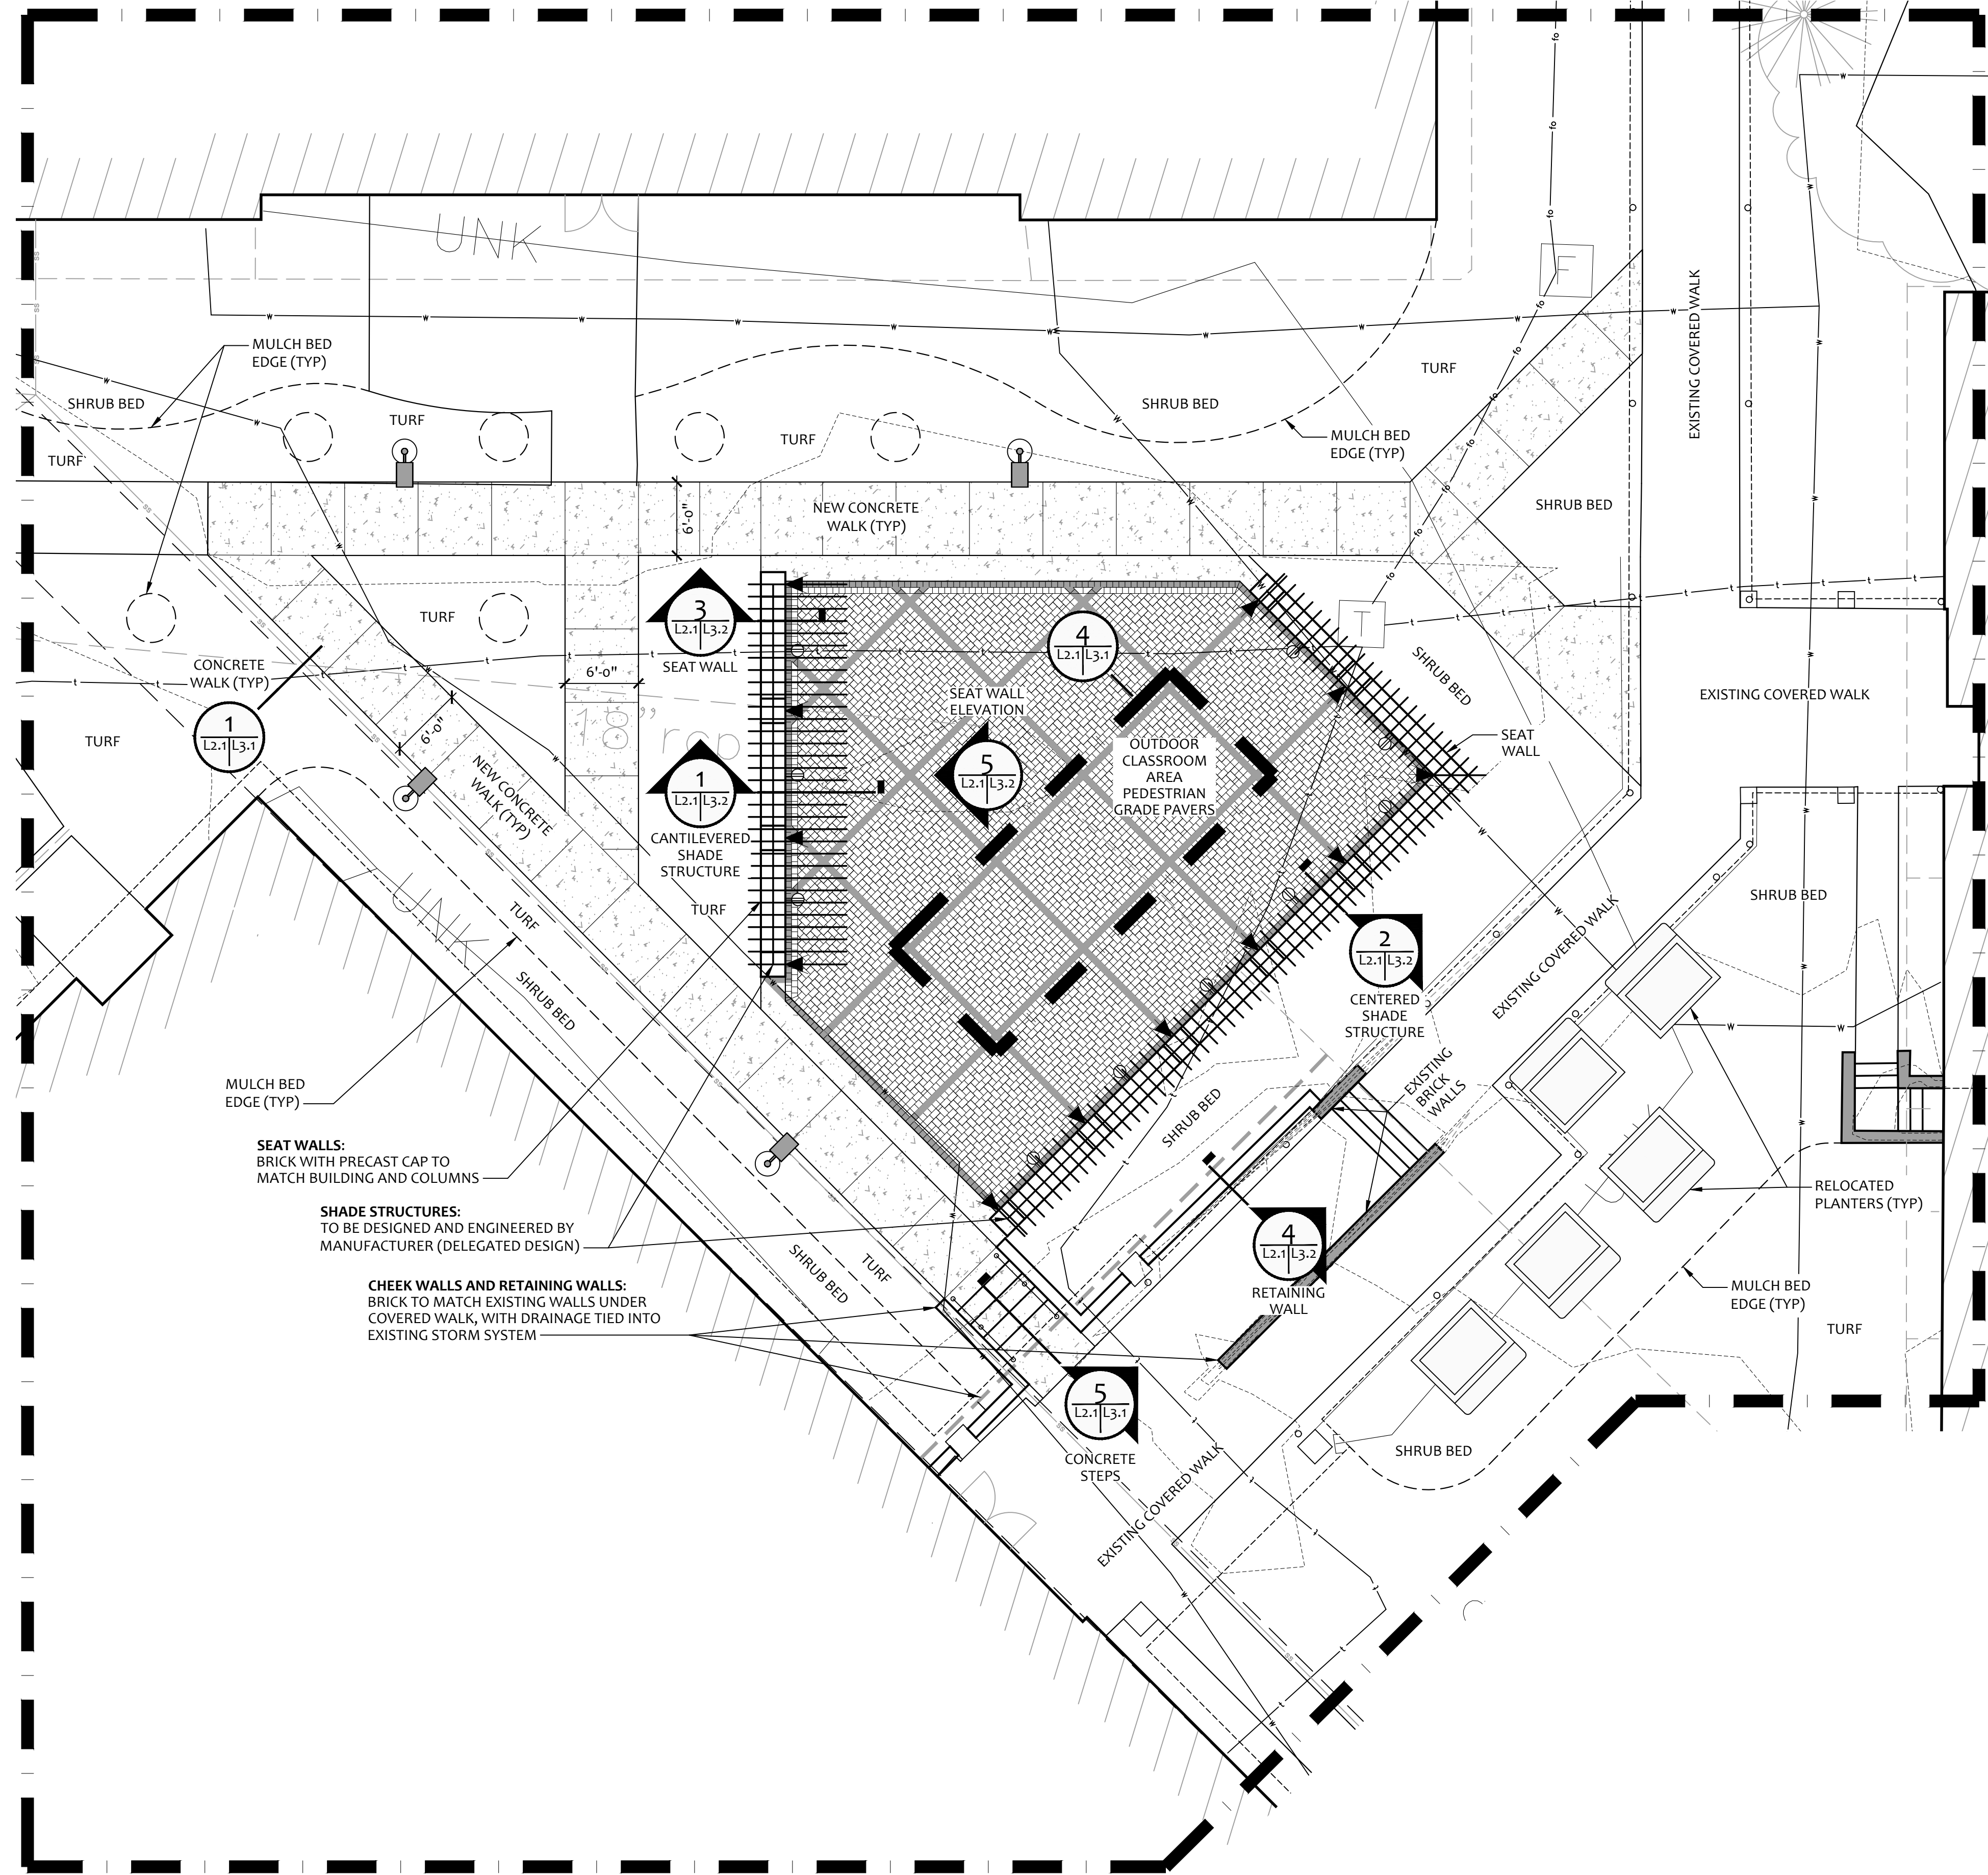 UNK
F
EXISTING COVERED WALK
MULCH BED
EDGE (TYP)
SHRUB BED
TURF
TURF
TURF
TURF
SHRUB BED
MULCH BED
EDGE (TYP)
SHRUB BED
NEW CONCRETE
WALK (TYP)
6'-0"
TURF
3
L2.1 L3.2
SEAT WALL
4
L2.1 L3.1
T
SHRUB BED
CONCRETE
WALK (TYP)
1
L2.1 L3.1
6'-0"
6'-0"
18" rcp
SEAT WALL
ELEVATION
5
L2.1 L3.2
OUTDOOR
CLASSROOM
AREA
PEDESTRIAN
GRADE PAVERS
SEAT
WALL
EXISTING COVERED WALK
TURF
NEW CONCRETE
WALK (TYP)
1
L2.1 L3.2
CANTILEVERED
SHADE
STRUCTURE
TURF
UNK
TURF
SHRUB BED
2
L2.1 L3.2
CENTERED
SHADE
STRUCTURE
EXISTING COVERED WALK
SHRUB BED
EXISTING
BRICK
WALLS
SHRUB BED
MULCH BED
EDGE (TYP)
SEAT WALLS:
BRICK WITH PRECAST CAP TO
MATCH BUILDING AND COLUMNS
SHADE STRUCTURES:
TO BE DESIGNED AND ENGINEERED BY
MANUFACTURER (DELEGATED DESIGN)
CHEEK WALLS AND RETAINING WALLS:
BRICK TO MATCH EXISTING WALLS UNDER
COVERED WALK, WITH DRAINAGE TIED INTO
EXISTING STORM SYSTEM
SHRUB BED
TURF
4
L2.1 L3.2
RETAINING
WALL
RELOCATED
PLANTERS (TYP)
MULCH BED
EDGE (TYP)
TURF
5
L2.1 L3.1
CONCRETE
STEPS
SHRUB BED
EXISTING COVERED WALK